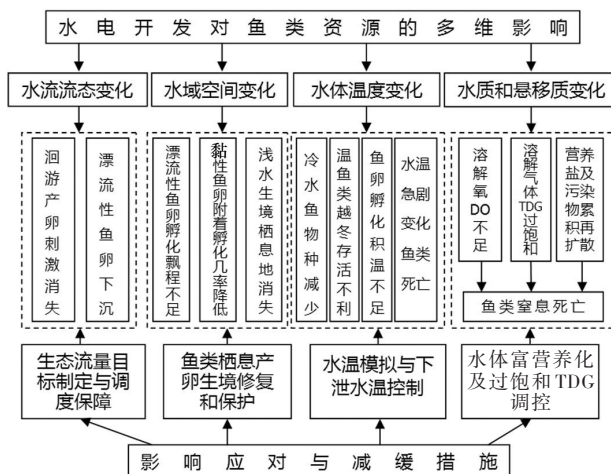 水电开发对鱼类资源的多维影响
水流流态变化
水域空间变化
水体温度变化
水质和悬移质变化
洄游产卵刺激消失
漂流性鱼卵下沉
漂流性鱼卵孵化飘程不足
黏性鱼卵附着孵化几率降低
浅水生境栖息地消失
冷水鱼物种减少
温鱼类越冬存活不利
鱼卵孵化积温不足
水温急剧变化鱼类死亡
溶解氧DO不足
溶解气体TDG过饱和
营养盐及污染物累积再扩散
鱼类窒息死亡
生态流量目
标制定与调
度保障
鱼类栖息产
卵生境修复
和保护
水温模拟与下
泄水温控制
水体富营养化
及过饱和TDG
调控
影响应对与减缓措施